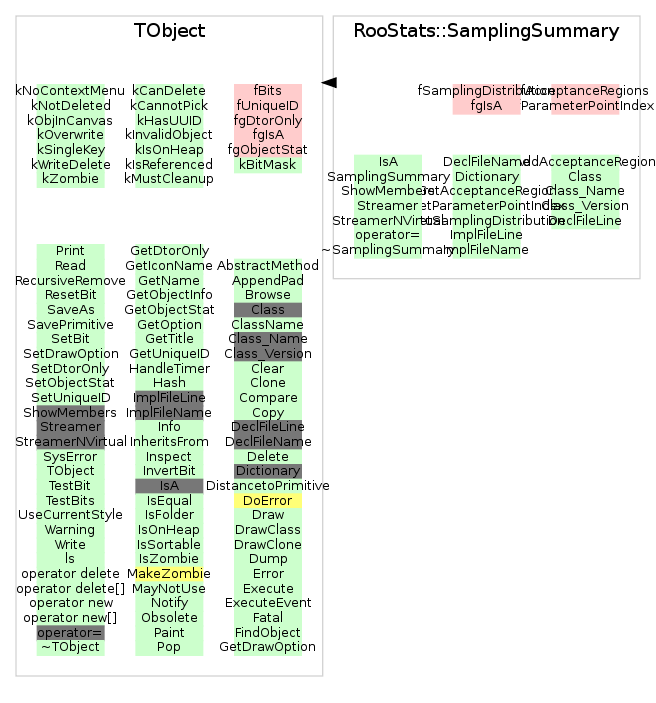 TObject
kNoContextMenu
kNotDeleted
kObjInCanvas
kOverwrite
kSingleKey
kWriteDelete
kZombie
kCanDelete
kCannotPick
kHasUUID
kInvalidObject
kIsOnHeap
kIsReferenced
kMustCleanup
fBits
fUniqueID
fgDtorOnly
fgIsA
fgObjectStat
kBitMask
Print
Read
RecursiveRemove
ResetBit
SaveAs
SavePrimitive
SetBit
SetDrawOption
SetDtorOnly
SetObjectStat
SetUniqueID
ShowMembers
Streamer
StreamerNVirtual
SysError
TObject
TestBit
TestBits
UseCurrentStyle
Warning
Write
ls
operator delete
operator delete[]
operator new
operator new[]
operator=
~TObject
GetDtorOnly
GetIconName
GetName
GetObjectInfo
GetObjectStat
GetOption
GetTitle
GetUniqueID
HandleTimer
Hash
ImplFileLine
ImplFileName
Info
InheritsFrom
Inspect
InvertBit
IsA
IsEqual
IsFolder
IsOnHeap
IsSortable
IsZombie
MakeZombie
MayNotUse
Notify
Obsolete
Paint
Pop
AbstractMethod
AppendPad
Browse
Class
ClassName
Class_Name
Class_Version
Clear
Clone
Compare
Copy
DeclFileLine
DeclFileName
Delete
Dictionary
DistancetoPrimitive
DoError
Draw
DrawClass
DrawClone
Dump
Error
Execute
ExecuteEvent
Fatal
FindObject
GetDrawOption
RooStats::SamplingSummary
fSamplingDistribution
fgIsA
fAcceptanceRegions
ParameterPointIndex
IsA
SamplingSummary
ShowMembers
Streamer
StreamerNVirtual
operator=
~SamplingSummary
DeclFileName
Dictionary
GetAcceptanceRegion
etParameterPointIndex
SamplingDistribution
ImplFileLine
ImplFileName
ddAcceptanceRegion
Class
Class_Name
Class_Version
DeclFileLine